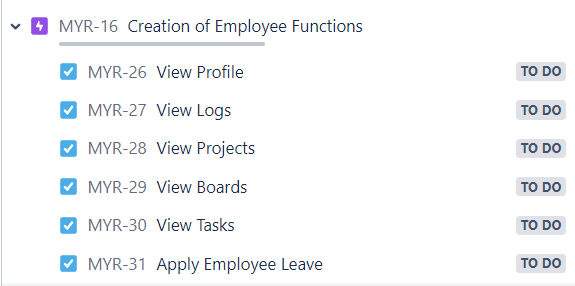 MYR-16 Creation of Employee Functions
MYR-26 View Profile TO DO
MYR-27 View Logs TO DO
MYR-28 View Projects TO DO
MYR-29 View Boards TO DO
MYR-30 View Tasks TO DO
MYR-31 Apply Employee Leave TO DO